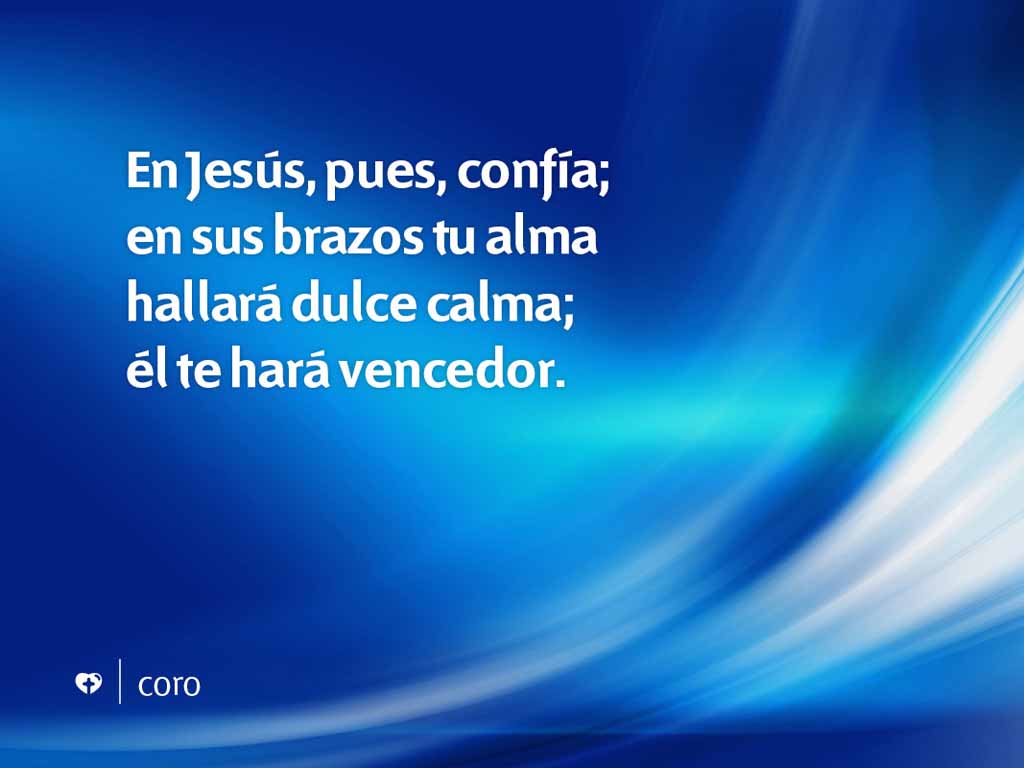 En Jesús, pues, confía;
en sus brazos tu alma
hallará dulce calma;
él te hará vencedor.
coro